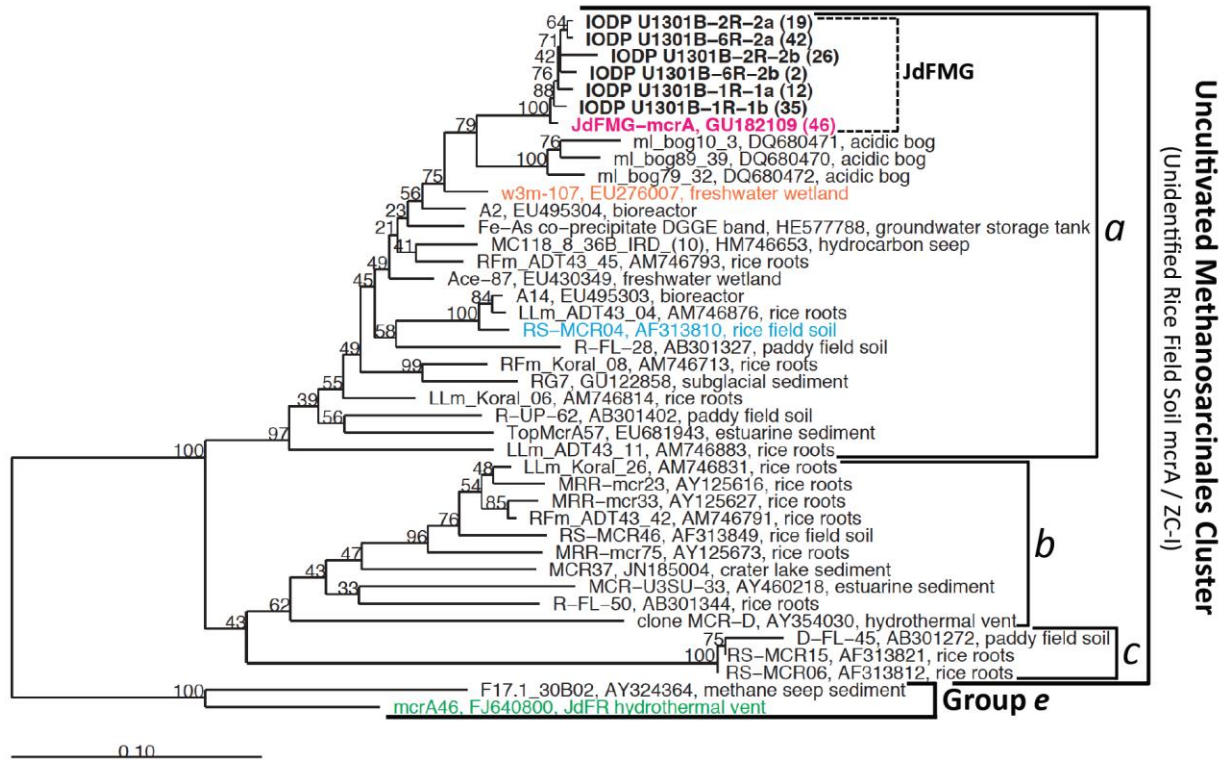 64
IODP U1301B−2R−2a (19)
71
IODP U1301B−6R−2a (42)
42
IODP U1301B−2R−2b (26)
76
IODP U1301B−6R−2b (2)
88
IODP U1301B−1R−1a (12)
IODP U1301B−1R−1b (35)
100
JdFMG−mcrA, GU182109 (46)
JdFMG
79
76
ml_bog10_3, DQ680471, acidic bog
100
ml_bog89_39, DQ680470, acidic bog
ml_bog79_32, DQ680472, acidic bog
75
w3m-107, EU276007, freshwater wetland
56
A2, EU495304, bioreactor
23
Fe−As co−precipitate DGGE band, HE577788, groundwater storage tank
21
MC118_8_36B_IRD_(10), HM746653, hydrocarbon seep
41
RFm_ADT43_45, AM746793, rice roots
49
Ace−87, EU430349, freshwater wetland
45
84
A14, EU495303, bioreactor
LLm_ADT43_04, AM746876, rice roots
100
RS−MCR04, AF313810, rice field soil
58
R−FL−28, AB301327, paddy field soil
49
RFm_Koral_08, AM746713, rice roots
99
RG7, GU122858, subglacial sediment
55
LLm_Koral_06, AM746814, rice roots
39
R−UP−62, AB301402, paddy field soil
56
TopMcrA57, EU681943, estuarine sediment
97
LLm_ADT43_11, AM746883, rice roots
a
100
48
LLm_Koral_26, AM746831, rice roots
54
MRR−mcr23, AY125616, rice roots
MRR−mcr33, AY125627, rice roots
85
RFm_ADT43_42, AM746791, rice roots
76
RS−MCR46, AF313849, rice field soil
96
MRR−mcr75, AY125673, rice roots
47
MCR37, JN185004, crater lake sediment
43
MCR−U3SU−33, AY460218, estuarine sediment
33
R−FL−50, AB301344, rice roots
62
clone MCR−D, AY354030, hydrothermal vent
b
43
75
D−FL−45, AB301272, paddy field soil
100
RS−MCR15, AF313821, rice roots
RS−MCR06, AF313812, rice roots
c
100
F17.1_30B02, AY324364, methane seep sediment
mcrA46, FJ640800, JdFR hydrothermal vent
Group e
0.10
Uncultivated Methanosarcinales Cluster
(Unidentified Rice Field Soil mcrA / ZC-I)